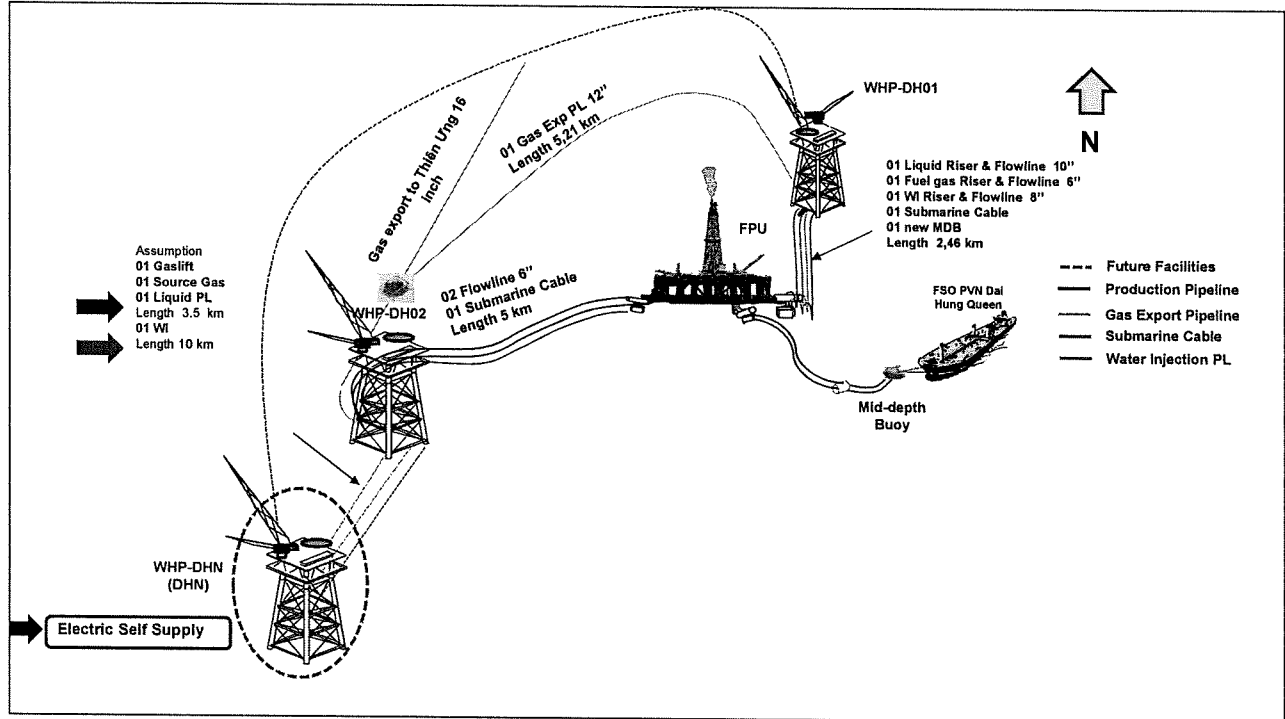 WHP-DH01
N
01 Liquid Riser & Flowline 10"
01 Fuel gas Riser & Flowline 6"
01 WI Riser & Flowline 8"
01 Submarine Cable
01 new MDB
Length 2,46 km
Gas export to Thiên Ưng 16
Inch
01 Gas Exp PL 12"
Length 5,21 km
FPU
Assumption
01 Gaslift
01 Source Gas
01 Liquid PL
Length 3.5 km
01 WI
Length 10 km
WHP-DH02
02 Flowline 6"
01 Submarine Cable
Length 5 km
FSO PVN Dai
Hung Queen
Mid-depth
Buoy
Future Facilities
Production Pipeline
Gas Export Pipeline
Submarine Cable
Water Injection PL
WHP-DHN
(DHN)
Electric Self Supply